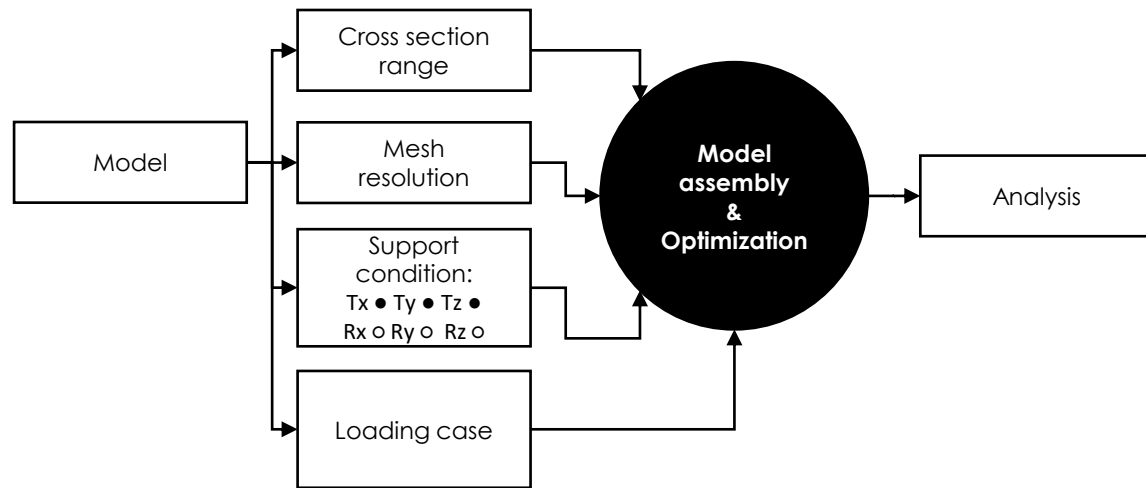 Model
Cross section
range
Mesh
resolution
Support
condition:
Tx ● Ty ● Tz ●
Rx ○ Ry ○ Rz ○
Loading case
Model
assembly
&
Optimization
Analysis